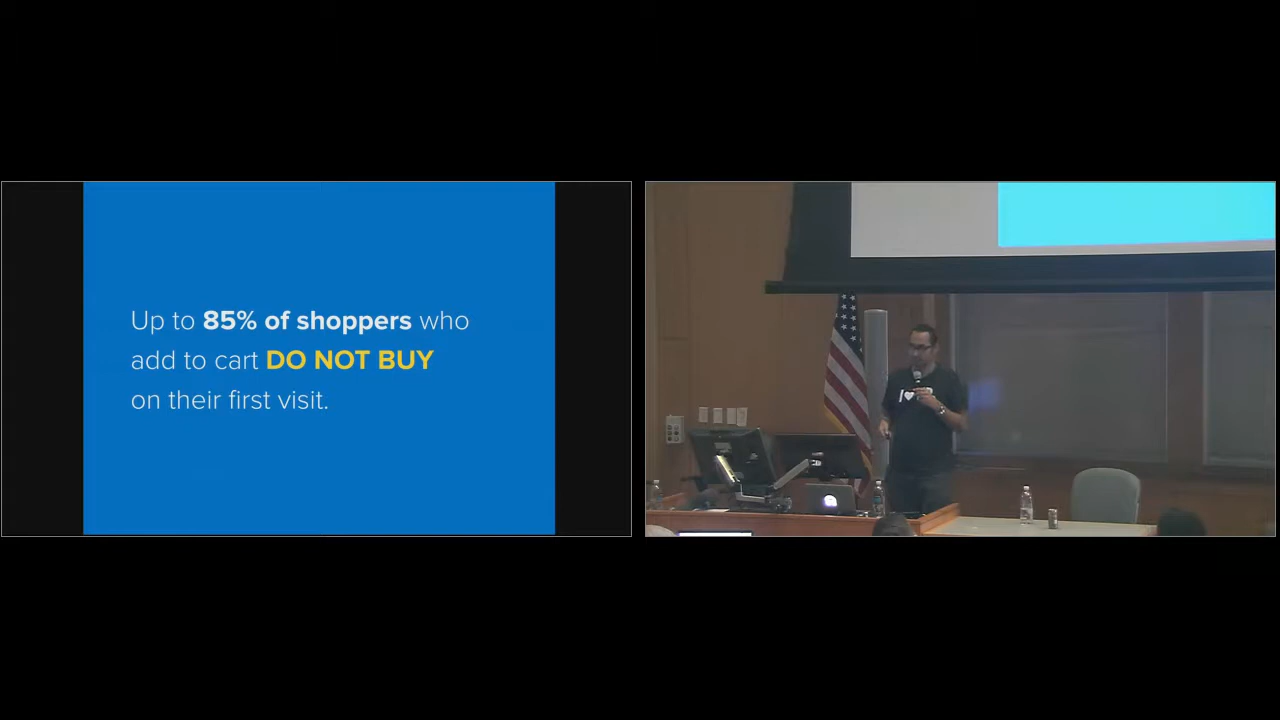 Up to 85% of shoppers who
add to cart DO NOT BUY
on their first visit.
I